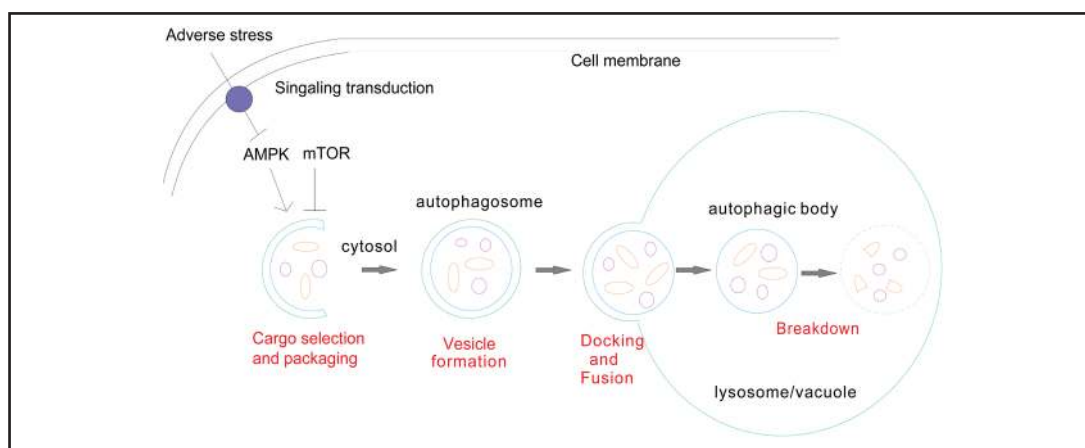 Adverse stress
Cell membrane
Singaling transduction
AMPK mTOR
autophagosome
autophagic body
cytosol
Cargo selection
and packaging
Vesicle
formation
Docking
and
Fusion
Breakdown
lysosome/vacuole